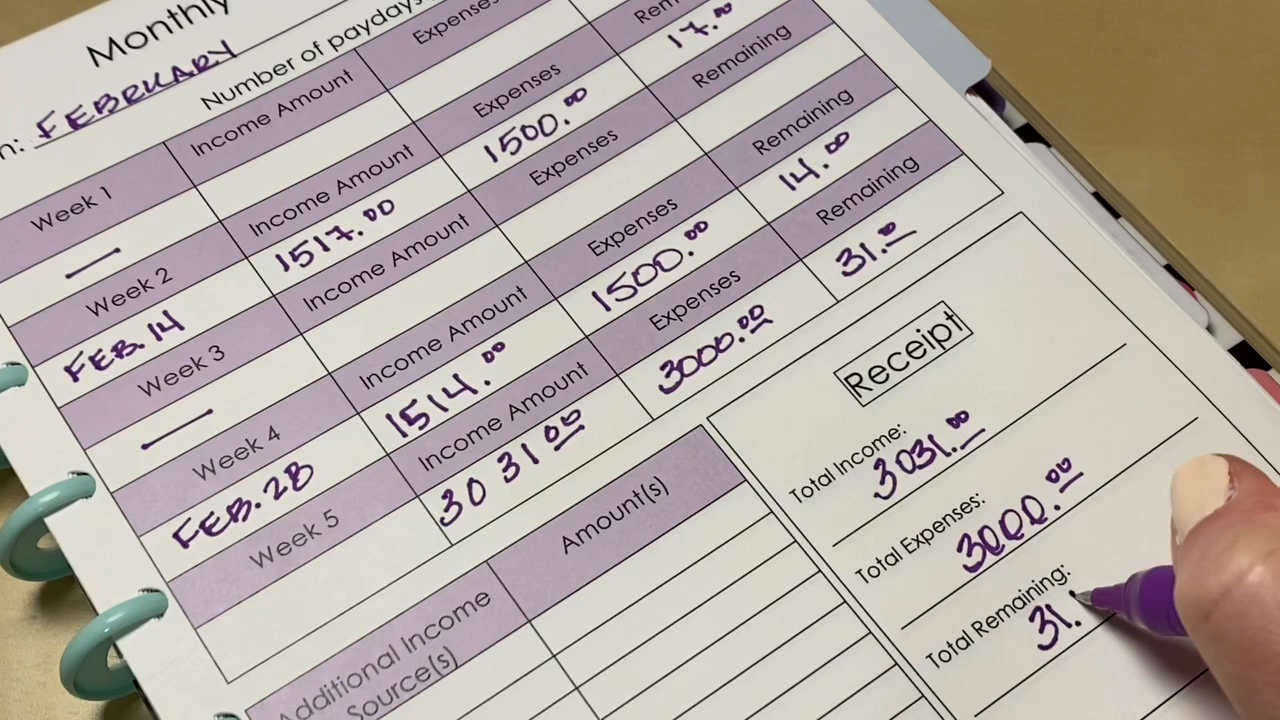 Monthly
n: FEBRUARY
Number of paydays
Week 1 Income Amount Expenses
—
17.00
Week 2 Income Amount Expenses Remaining
FEB. 14 1517.00 1500.00
Week 3 Income Amount Expenses Remaining
—
14.00
Week 4 Income Amount Expenses Remaining
FEB. 28 1514.00 1500.00 31.00
Week 5 Income Amount Expenses
3031 00 3000.00
Additional Income Source(s) Amount(s)
Receipt
Total Income:
3031.00
Total Expenses:
3000.00
Total Remaining:
31.